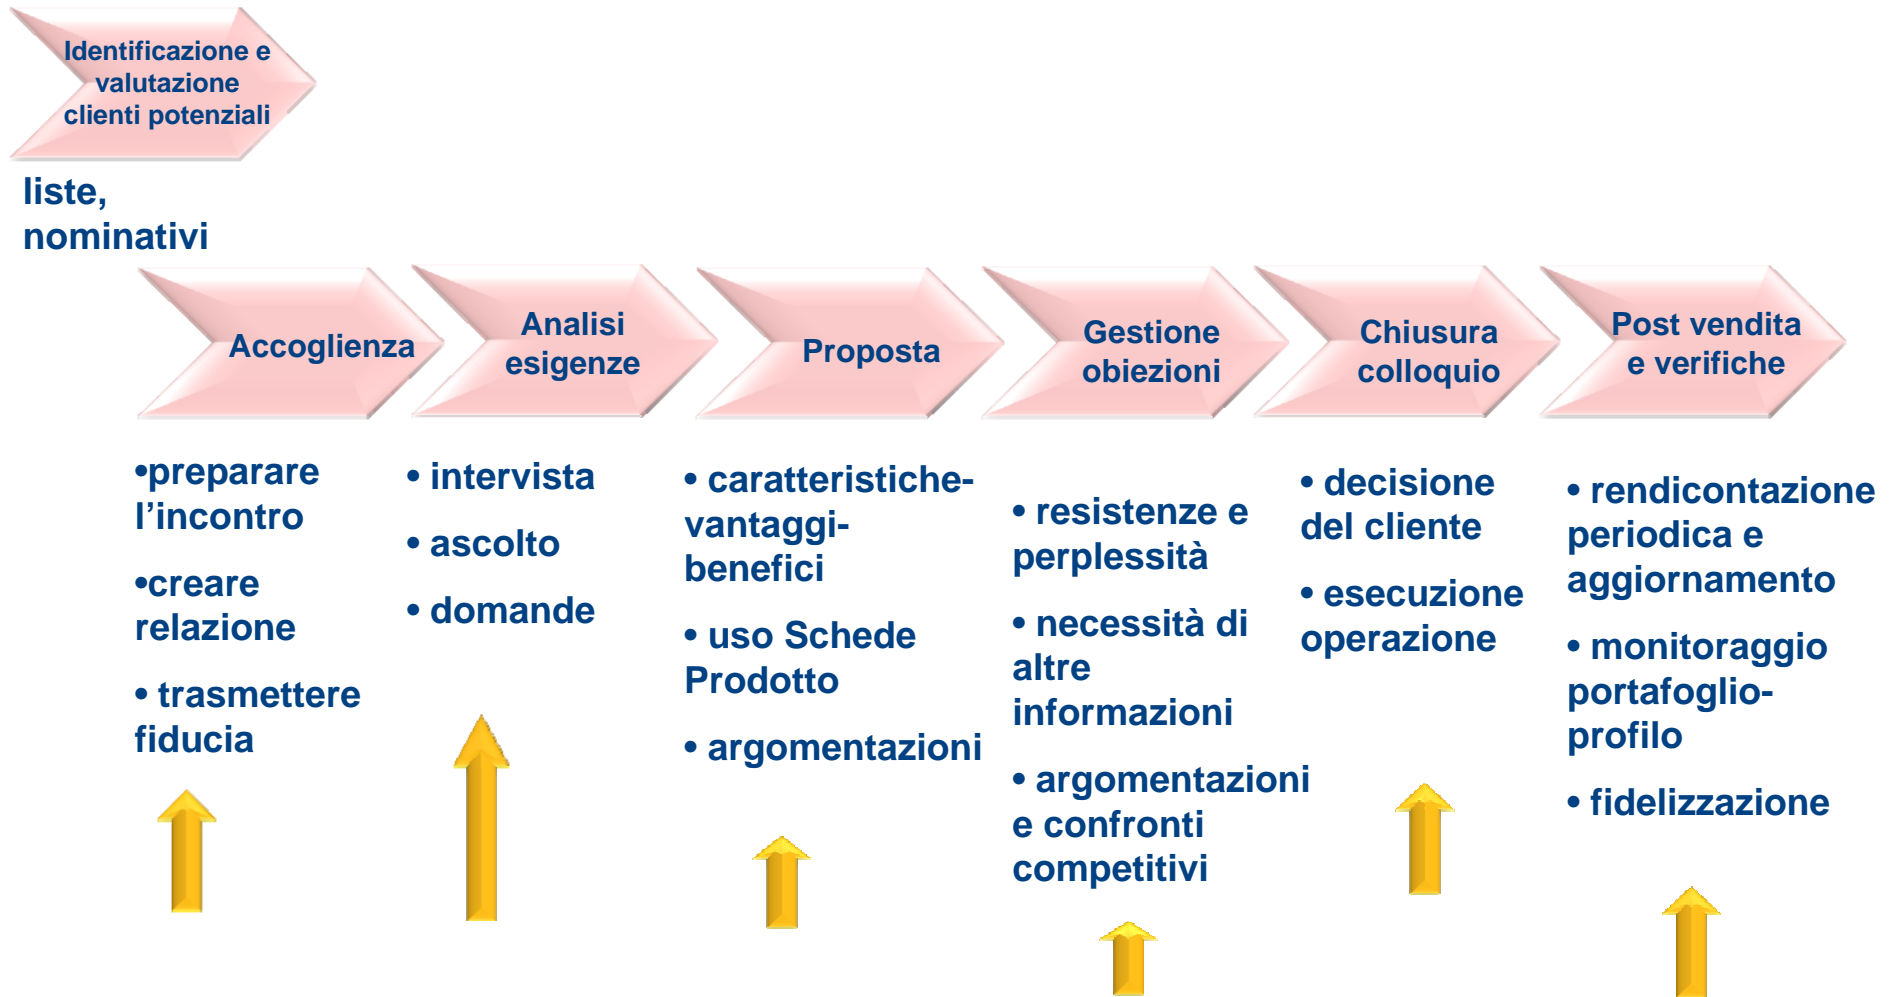 Identificazione e
valutazione
clienti potenziali
liste,
nominativi
Accoglienza
Analisi
esigenze
Proposta
Gestione
obiezioni
Chiusura
colloquio
Post vendita
e verifiche
•preparare
l’incontro
•creare
relazione
• trasmettere
fiducia
• intervista
• ascolto
• domande
• caratteristiche-
vantaggi-
benefici
• uso Schede
Prodotto
• argomentazioni
• resistenze e
perplessità
• necessità di
altre
informazioni
• argomentazioni
e confronti
competitivi
• decisione
del cliente
• esecuzione
operazione
• rendicontazione
periodica e
aggiornamento
• monitoraggio
portafoglio-
profilo
• fidelizzazione